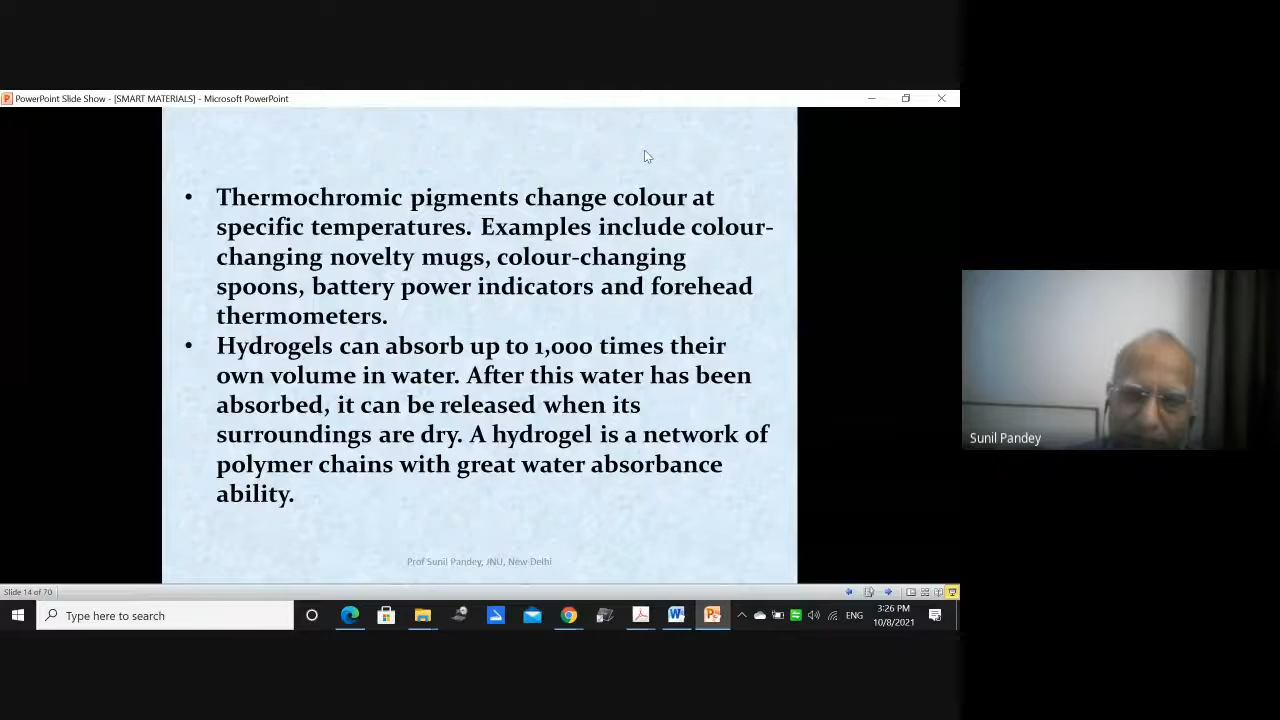 PowerPoint Slide Show - [SMART MATERIALS] - Microsoft PowerPoint
• Thermochromic pigments change colour at
specific temperatures. Examples include colour-
changing novelty mugs, colour-changing
spoons, battery power indicators and forehead
thermometers.
• Hydrogels can absorb up to 1,000 times their
own volume in water. After this water has been
absorbed, it can be released when its
surroundings are dry. A hydrogel is a network of
polymer chains with great water absorbance
ability.
Prof Sunil Pandey, JNU, New Delhi
Sunil Pandey
Slide 14 of 70
Type here to search
ENG
3:26 PM
10/8/2021